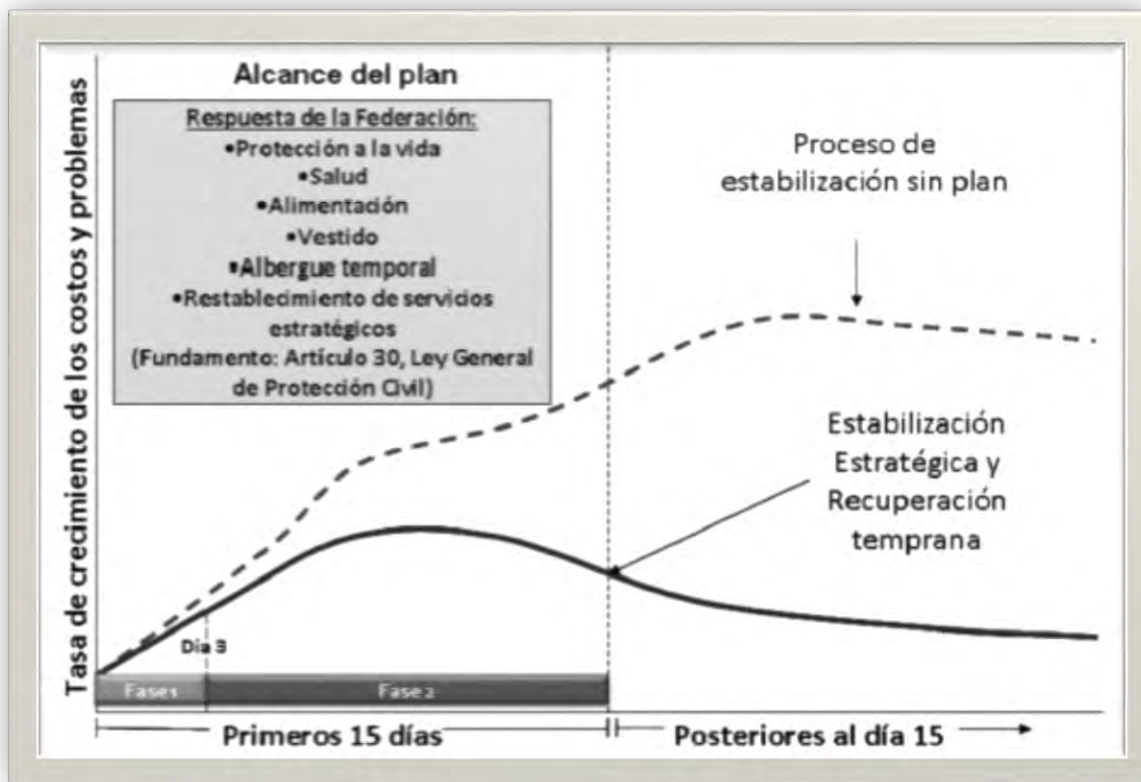 Tasa de crecimiento de los costos y problemas
Alcance del plan
Respuesta de la Federación:
•Protección a la vida
•Salud
•Alimentación
•Vestido
•Albergue temporal
•Restablecimiento de servicios
estratégicos
(Fundamento: Artículo 30, Ley General
de Protección Civil)
Proceso de
estabilización sin plan
Estabilización
Estratégica y
Recuperación
temprana
Día 3
Fase 1
Fase 2
Primeros 15 días
Posteriores al día 15